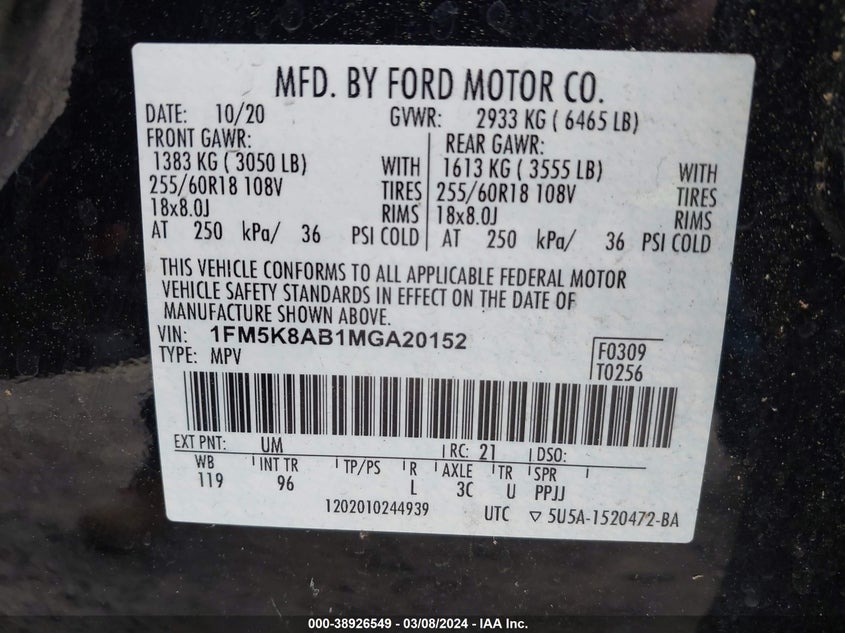 MFD. BY FORD MOTOR CO.
DATE: 10/20 GVWR: 2933 KG ( 6465 LB)
FRONT GAWR: REAR GAWR:
1383 KG ( 3050 LB) WITH 1613 KG ( 3555 LB) WITH
255/60R18 108V TIRES 255/60R18 108V TIRES
18x8.0J RIMS 18x8.0J RIMS
AT 250 kPa/ 36 PSI COLD AT 250 kPa/ 36 PSI COLD
THIS VEHICLE CONFORMS TO ALL APPLICABLE FEDERAL MOTOR
VEHICLE SAFETY STANDARDS IN EFFECT ON THE DATE OF
MANUFACTURE SHOWN ABOVE.
VIN: 1FM5K8AB1MGA20152
TYPE: MPV
F0309
T0256
EXT PNT: UM RC: 21 DSO:
WB INT TR TP/PS R AXLE TR SPR
119 96 L 3C U PPJJ
1202010244939 UTC ▽ 5U5A-1520472-BA
000-38926549 - 03/08/2024 - IAA Inc.